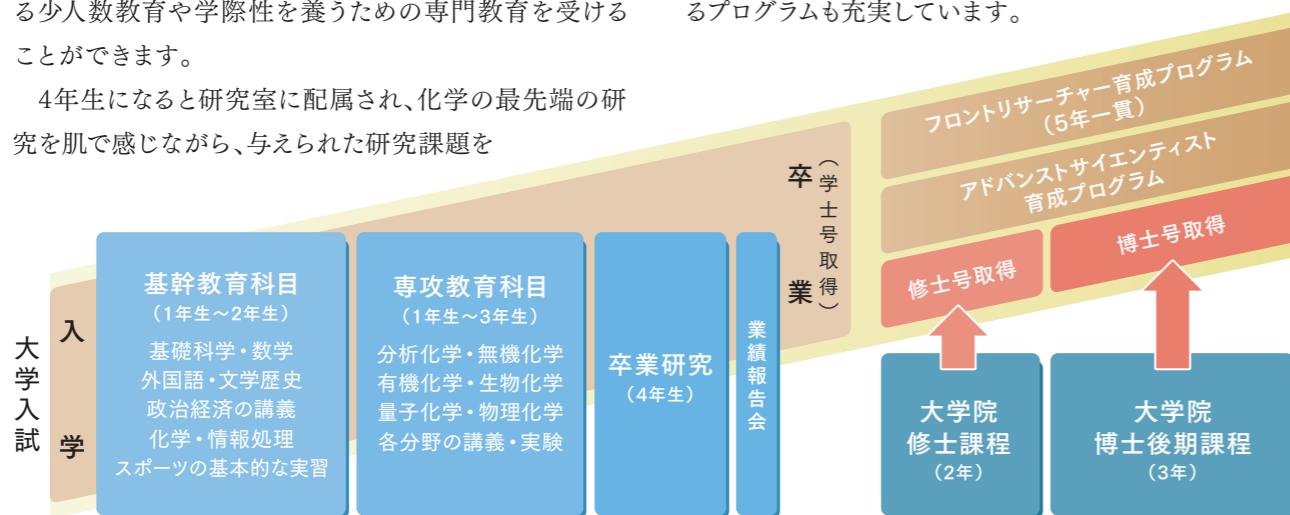 る少人数教育や学際性を養うための専門教育を受ける
ことができます。
　4年生になると研究室に配属され、化学の最先端の研
究を肌で感じながら、与えられた研究課題を
るプログラムも充実しています。
大学入試
入学
基幹教育科目
（1年生～2年生）
基礎科学・数学
外国語・文学歴史
政治経済の講義
化学・情報処理
スポーツの基本的な実習
専攻教育科目
（1年生～3年生）
分析化学・無機化学
有機化学・生物化学
量子化学・物理化学
各分野の講義・実験
卒業研究
（4年生）
業績報告会
卒業
（学士号取得）
フロントリサーチャー育成プログラム
（5年一貫）
アドバンストサイエンティスト
育成プログラム
修士号取得
博士号取得
大学院
修士課程
（2年）
大学院
博士後期課程
（3年）